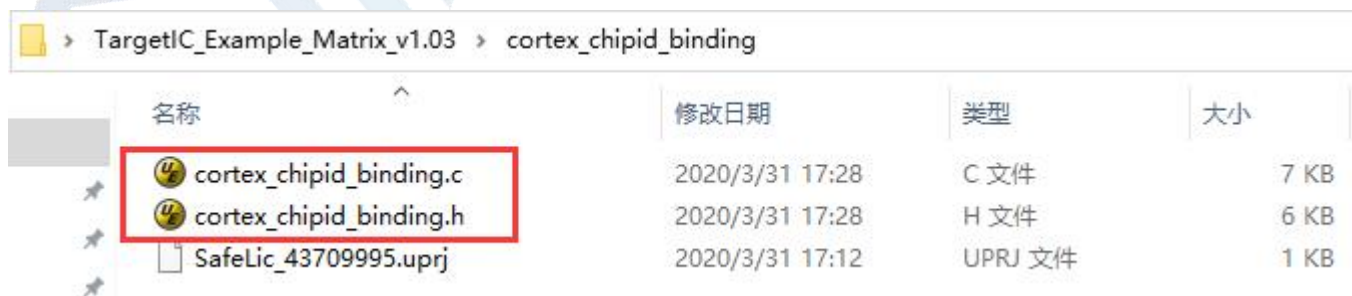 TargetIC_Example_Matrix_v1.03 > cortex_chipid_binding
名称 修改日期 类型 大小
cortex_chipid_binding.c 2020/3/31 17:28 C 文件 7 KB
cortex_chipid_binding.h 2020/3/31 17:28 H 文件 6 KB
SafeLic_43709995.uprj 2020/3/31 17:12 UPRJ 文件 1 KB